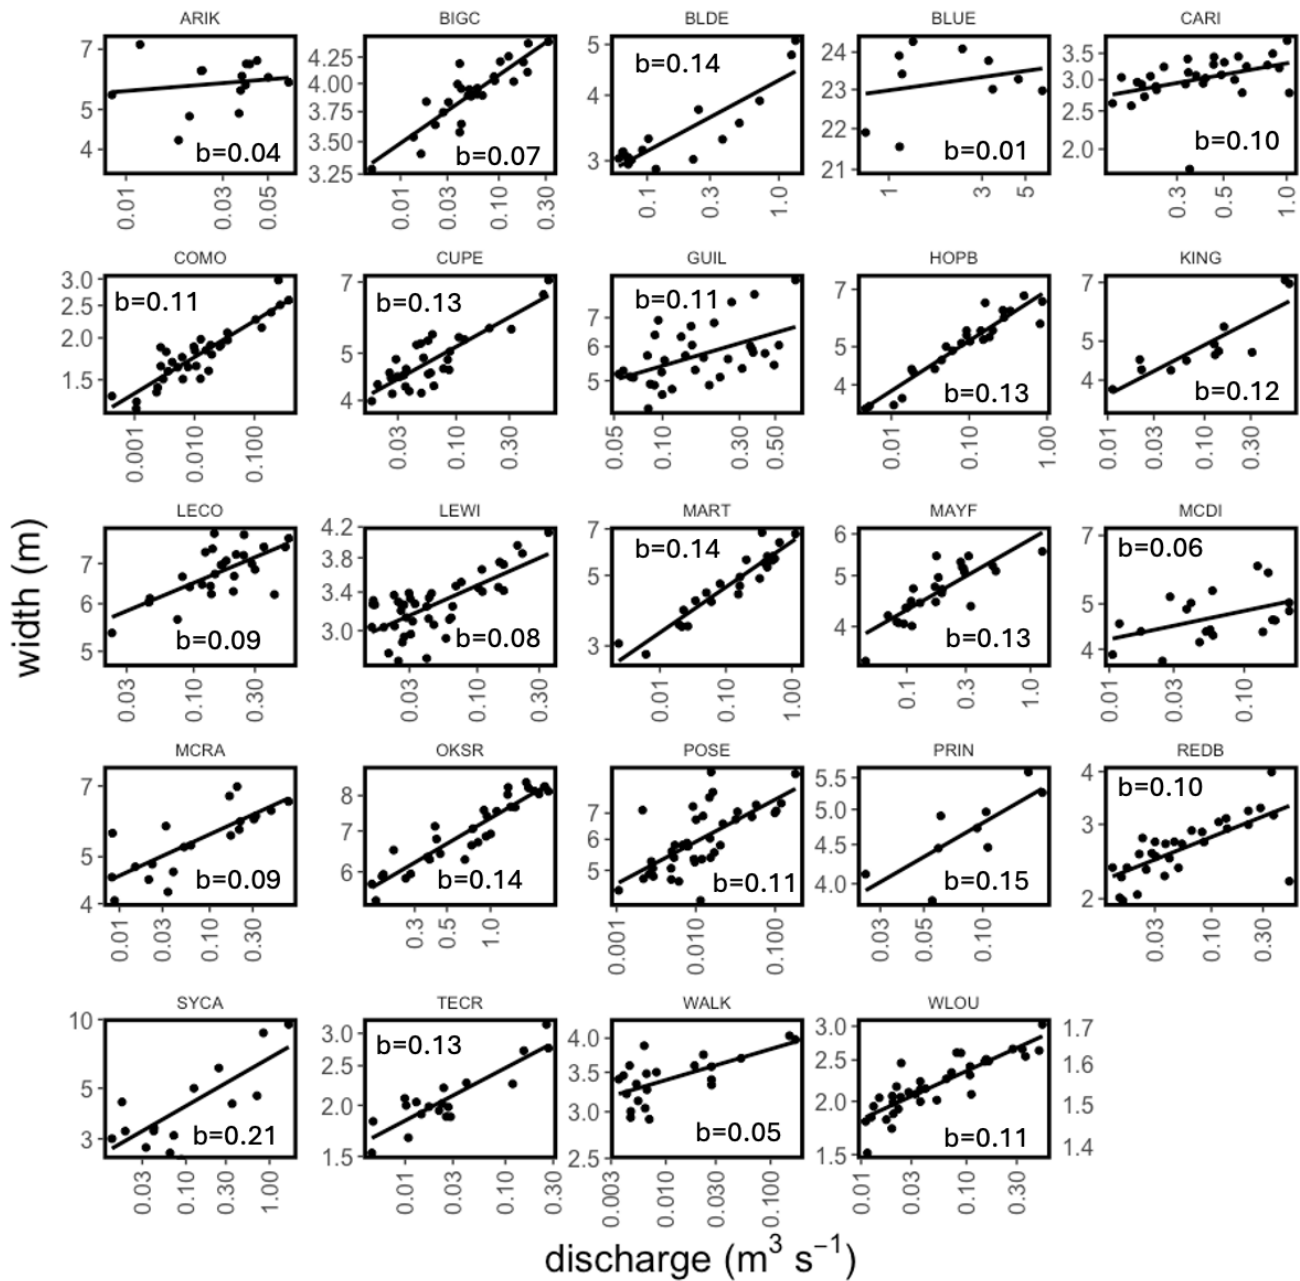 ARIK BIGC BLDE BLUE CARI
7 5 4
b=0.04
0.01 0.03 0.05
4.25 4.00 3.75 3.50 3.25
b=0.07
0.01 0.03 0.10 0.30
5 4 3
b=0.14
0.1 0.3 1.0
24 23 22 21
b=0.01
1 3 5
3.5 3.0 2.5 2.0
b=0.10
0.3 0.5 1.0
COMO CUPE GUIL HOPB KING
3.0 2.5 2.0 1.5
b=0.11
0.001 0.010 0.100
7 5 4
b=0.13
0.03 0.10 0.30
7 6 5
b=0.11
0.05 0.10 0.30 0.50
7 5 4
b=0.13
0.01 0.10 1.00
7 5 4
b=0.12
0.01 0.03 0.10 0.30
width (m)
LECO LEWI MART MAYF MCDI
7 6 5
b=0.09
0.03 0.10 0.30
4.2 3.8 3.4 3.0
b=0.08
0.03 0.10 0.30
7 5 3
b=0.14
0.01 0.10 1.00
6 5 4
b=0.13
0.1 0.3 1.0
7 5 4
b=0.06
0.01 0.03 0.10
MCRA OKSR POSE PRIN REDB
7 5 4
b=0.09
0.01 0.03 0.10 0.30
8 7 6
b=0.14
0.3 0.5 1.0
7 6 5
b=0.11
0.001 0.010 0.100
5.5 5.0 4.5 4.0
b=0.15
0.03 0.05 0.10
4 3 2
b=0.10
0.03 0.10 0.30
SYCA TECR WALK WLOU
10 5 3
b=0.21
0.03 0.10 0.30 1.00
3.0 2.5 2.0 1.5
b=0.13
0.01 0.03 0.10 0.30
4.0 3.5 3.0 2.5
b=0.05
0.003 0.010 0.030 0.100
3.0 2.5 2.0 1.5
b=0.11
0.01 0.03 0.10 0.30
1.7 1.6 1.5 1.4
discharge (m³ s⁻¹)